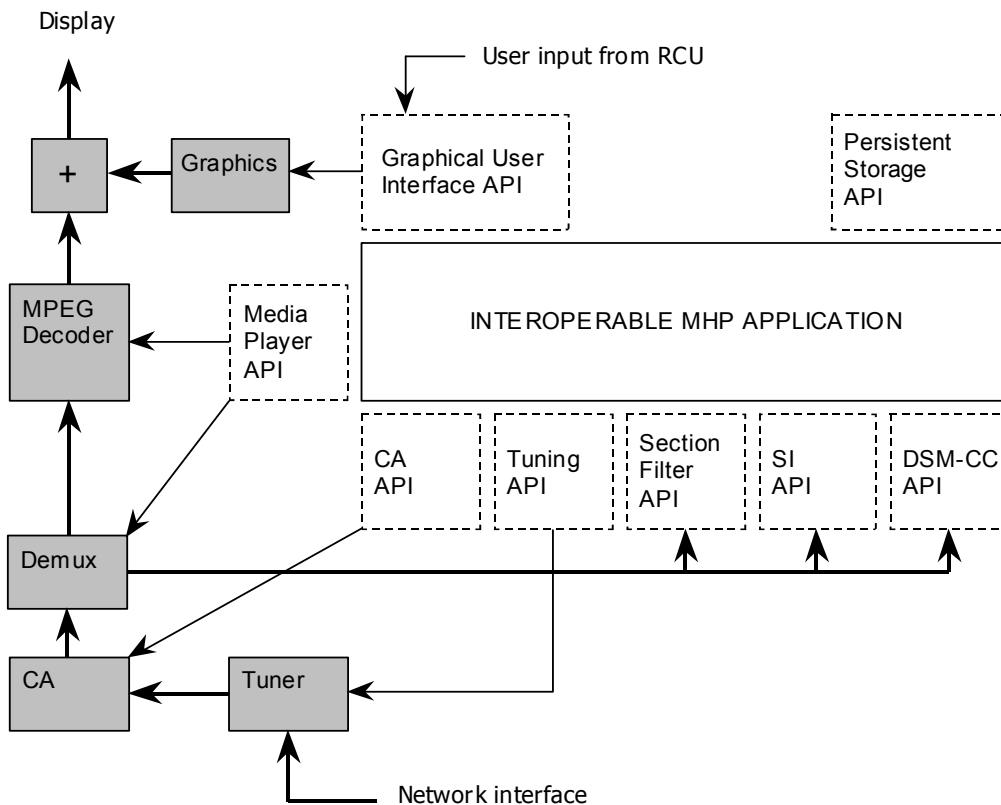 Display
User input from RCU
+
Graphics
Graphical User
Interface API
Persistent
Storage
API
MPEG
Decoder
Media
Player
API
INTEROPERABLE MHP APPLICATION
CA
API
Tuning
API
Section
Filter
API
SI
API
DSM-CC
API
Demux
CA
Tuner
Network interface